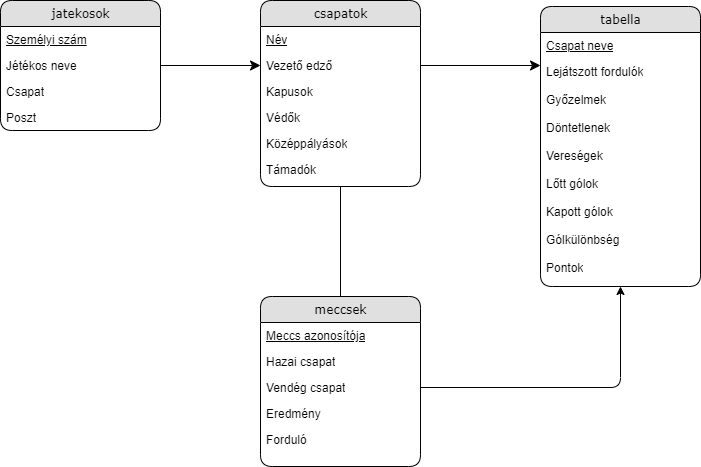 jatekosok
Személyi szám
Jétékos neve
Csapat
Poszt
csapatok
Név
Vezető edző
Kapusok
Védők
Középpályások
Támadók
tabella
Csapat neve
Lejátszott fordulók
Győzelmek
Döntetlenek
Vereségek
Lőtt gólok
Kapott gólok
Gólkülönbség
Pontok
meccsek
Meccs azonosítója
Hazai csapat
Vendég csapat
Eredmény
Forduló